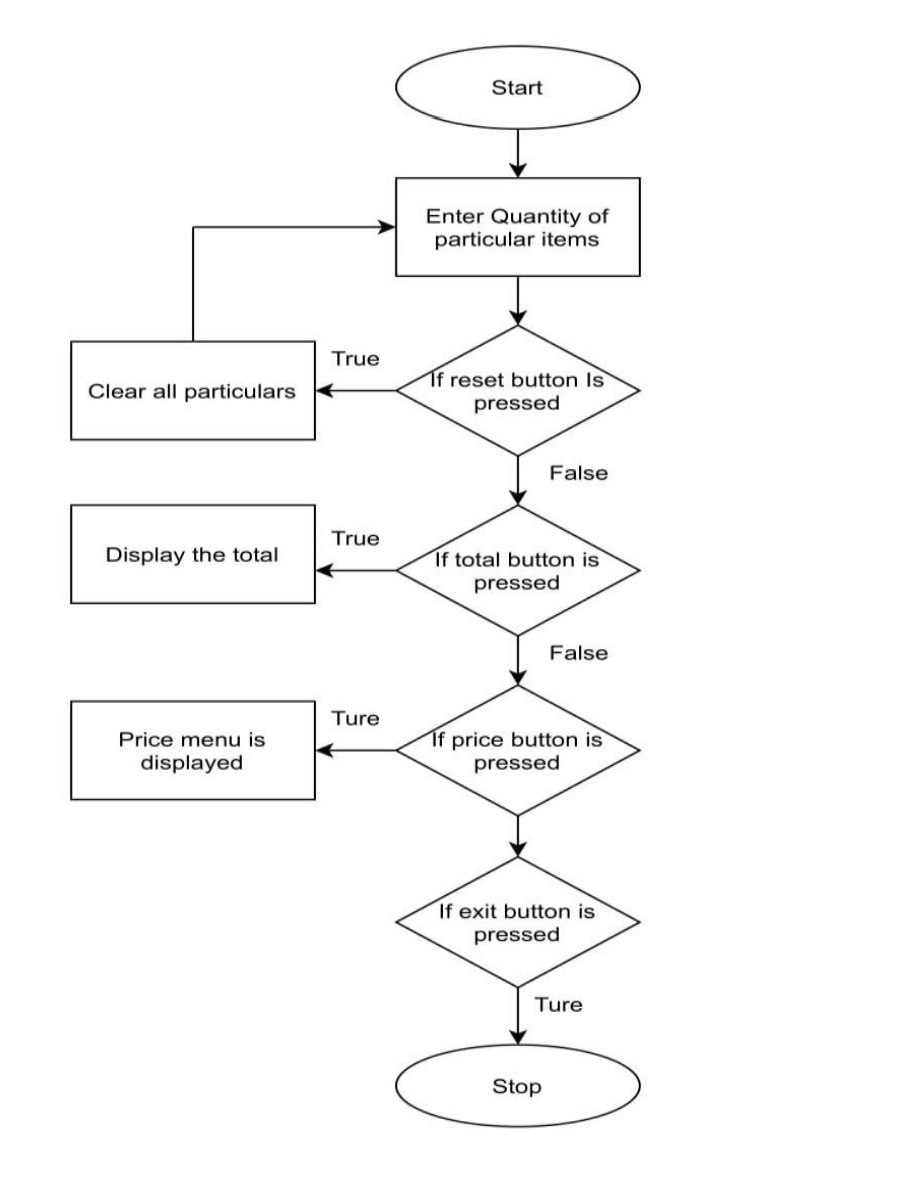 Start
Enter Quantity of
particular items
True
If reset button Is
pressed
Clear all particulars
False
True
If total button is
pressed
Display the total
False
Ture
If price button is
pressed
Price menu is
displayed
If exit button is
pressed
Ture
Stop